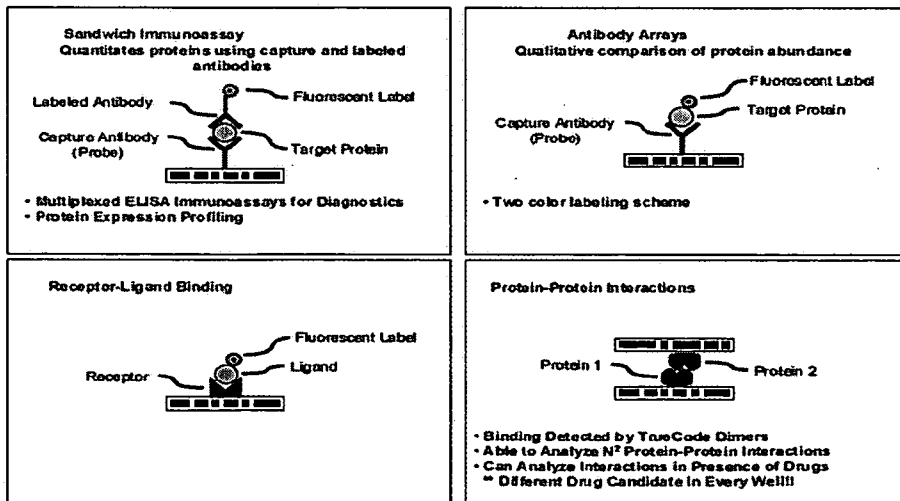 Sandwich Immunoassay
Quantitates proteins using capture and labeled
antibodies
Fluorescent Label
Labeled Antibody
Capture Antibody
(Probe)
Target Protein
• Multiplexed ELISA Immunoassays for Diagnostics
• Protein Expression Profiling
Antibody Arrays
Qualitative comparison of protein abundance
Fluorescent Label
Target Protein
Capture Antibody
(Probe)
• Two color labeling scheme
Receptor-Ligand Binding
Fluorescent Label
Ligand
Receptor
Protein-Protein Interactions
Protein 1
Protein 2
• Binding Detected by TrueCode Dimers
• Able to Analyze N² Protein-Protein Interactions
• Can Analyze Interactions in Presence of Drugs
** Different Drug Candidate in Every Well!!!